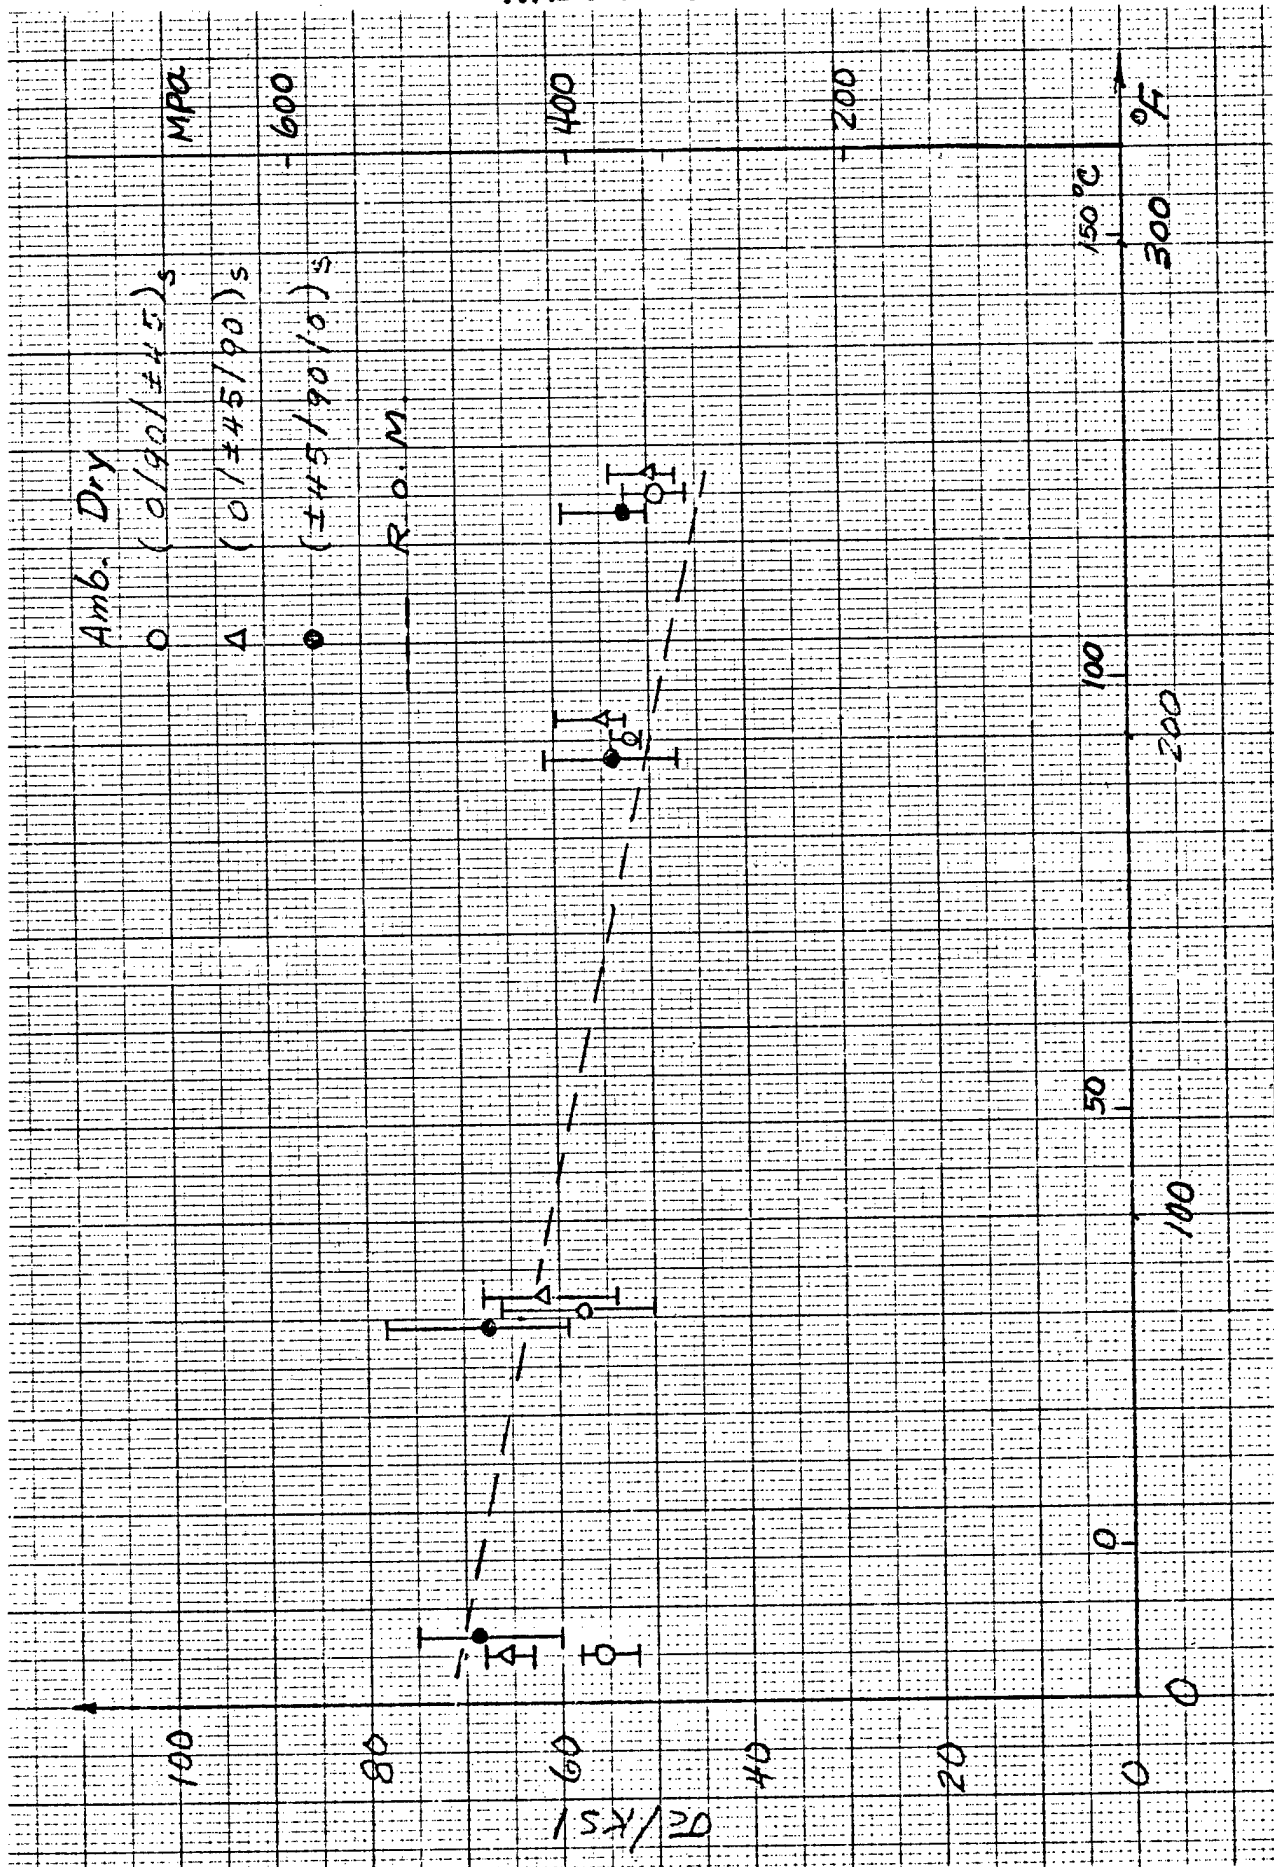 Amb. Dry
○ (0/90/±45)s
△ (0/±45/90)s
● (±45/90/0)s
— — R.O.M.
MPa
600
400
200
σc/KSI
100
80
60
40
20
0
0 50 100 150°C
0 100 200 300 °F